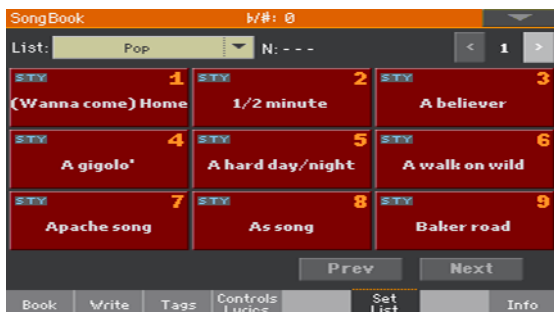 SongBook ♭/#: 0
List: Pop N:---
< 1 >
STY 1 STY 2 STY 3
(Wanna come) Home 1/2 minute A believer
STY 4 STY 5 STY 6
A gigolo' A hard day/night A walk on wild
STY 7 STY 8 STY 9
Apache song As song Baker road
Prev Next
Book Write Tags Controls Set Info
Lyrics List